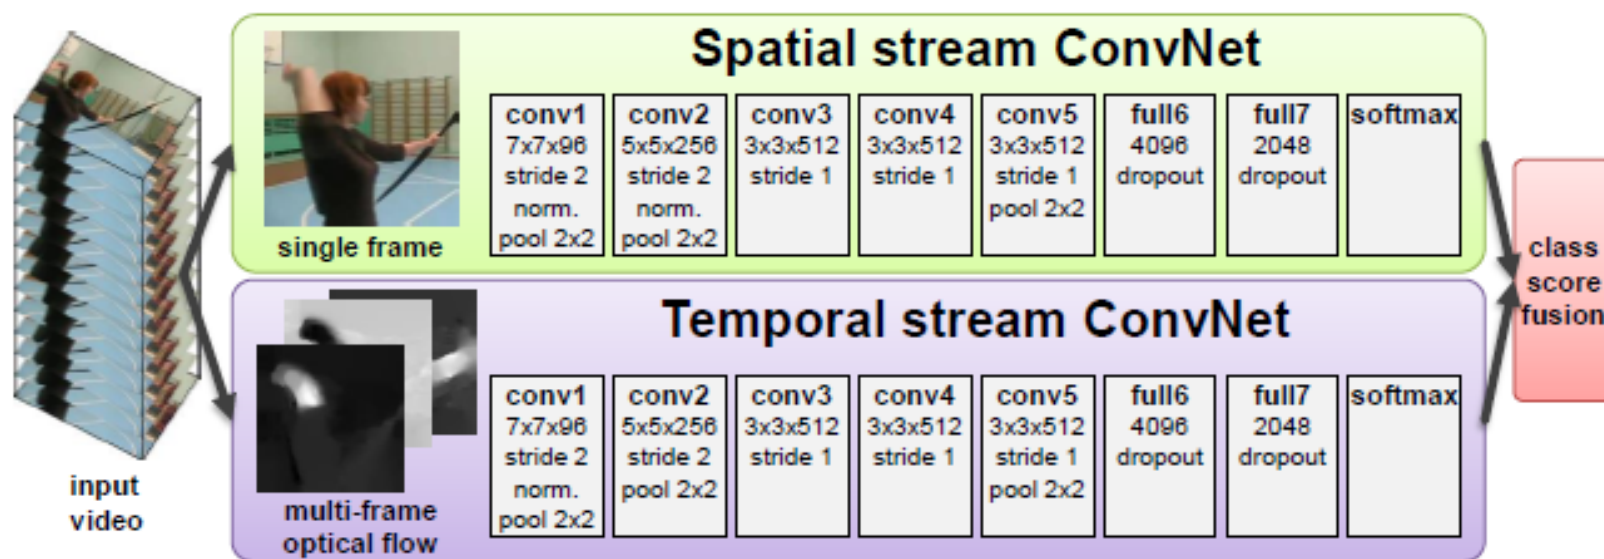 Spatial stream ConvNet
single frame
conv1
7x7x96
stride 2
norm.
pool 2x2
conv2
5x5x256
stride 2
norm.
pool 2x2
conv3
3x3x512
stride 1
conv4
3x3x512
stride 1
conv5
3x3x512
stride 1
pool 2x2
full6
4096
dropout
full7
2048
dropout
softmax
input
video
Temporal stream ConvNet
multi-frame
optical flow
conv1
7x7x96
stride 2
norm.
pool 2x2
conv2
5x5x256
stride 2
pool 2x2
conv3
3x3x512
stride 1
conv4
3x3x512
stride 1
conv5
3x3x512
stride 1
pool 2x2
full6
4096
dropout
full7
2048
dropout
softmax
class
score
fusion